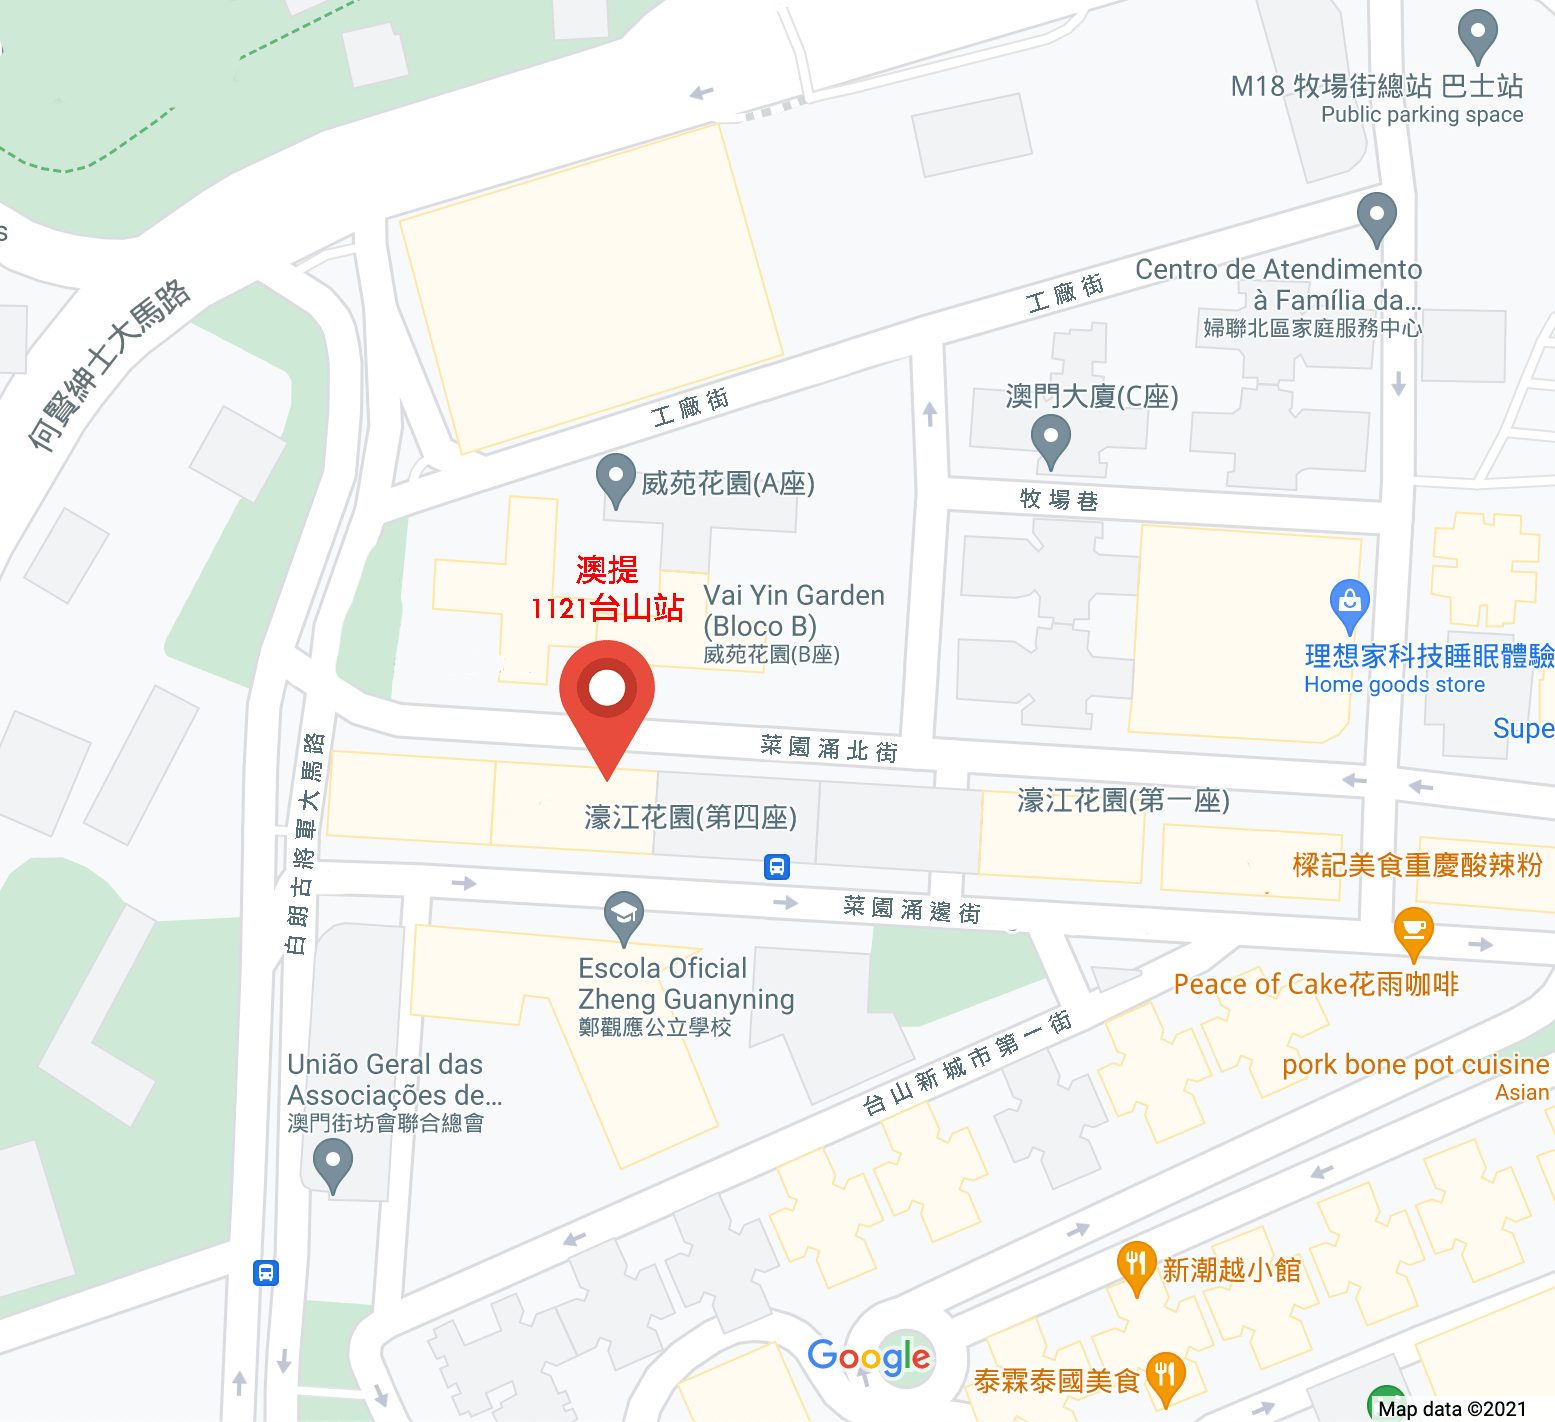 M18 牧場街總站 巴士站
Public parking space
s
Centro de Atendimento
à Família da...
婦聯北區家庭服務中心
工廠街
何賢紳士大馬路
工廠街
澳門大廈(C座)
威苑花園(A座)
牧場巷
澳提
1121台山站
Vai Yin Garden
(Bloco B)
威苑花園(B座)
理想家科技睡眠體驗
Home goods store
Supe
菜園涌北街
白朗古將軍大馬路
濠江花園(第四座)
濠江花園(第一座)
樑記美食重慶酸辣粉
菜園涌邊街
Escola Oficial
Zheng Guanyning
鄭觀應公立學校
Peace of Cake花雨咖啡
台山新城市第一街
União Geral das
Associações de...
澳門街坊會聯合總會
pork bone pot cuisine
Asian
新潮越小館
Google
泰霖泰國美食
Map data ©2021